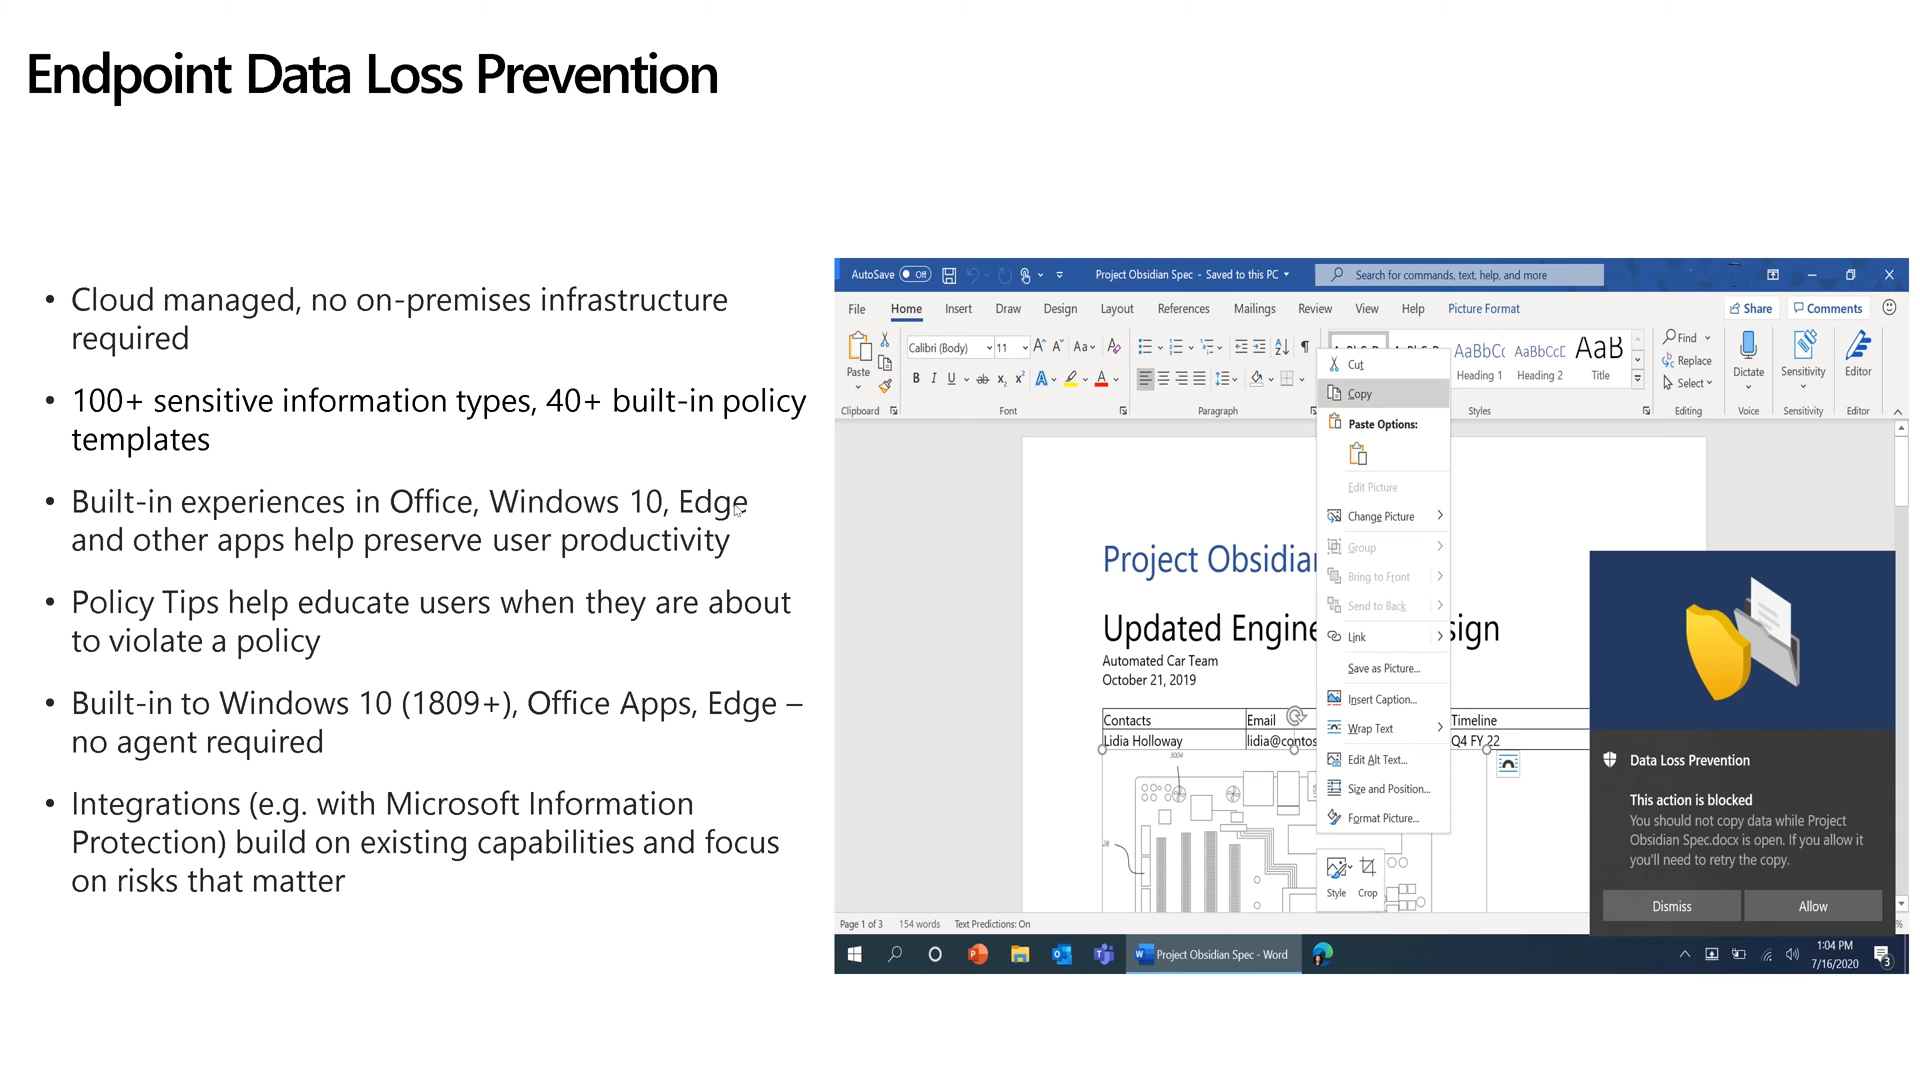 Endpoint Data Loss Prevention
• Cloud managed, no on-premises infrastructure
required
• 100+ sensitive information types, 40+ built-in policy
templates
• Built-in experiences in Office, Windows 10, Edge
and other apps help preserve user productivity
• Policy Tips help educate users when they are about
to violate a policy
• Built-in to Windows 10 (1809+), Office Apps, Edge –
no agent required
• Integrations (e.g. with Microsoft Information
Protection) build on existing capabilities and focus
on risks that matter
AutoSave Off Project Obsidian Spec - Saved to this PC Search for commands, text, help, and more
File Home Insert Draw Design Layout References Mailings Review View Help Picture Format Share Comments
Paste Calibri (Body) 11 Aa AaBbCc AaBbCcD AaB Find Replace Select Dictate Sensitivity Editor
B I U ab x₂ x² A A Heading 1 Heading 2 Title
Clipboard Font Paragraph Styles Editing Voice Sensitivity Editor
Cut
Copy
Paste Options:
Edit Picture
Change Picture
Group
Bring to Front
Send to Back
Link
Save as Picture...
Insert Caption...
Wrap Text
Edit Alt Text...
Size and Position...
Format Picture...
Style Crop
Project Obsidia
Updated Engine sign
Automated Car Team
October 21, 2019
Contacts Email Timeline
Lidia Holloway lidia@contos Q4 FY 22
3004
28
Data Loss Prevention
This action is blocked
You should not copy data while Project
Obsidian Spec.docx is open. If you allow it
you'll need to retry the copy.
Dismiss Allow
Page 1 of 3 154 words Text Predictions: On %
Project Obsidian Spec - Word
1:04 PM
7/16/2020
3